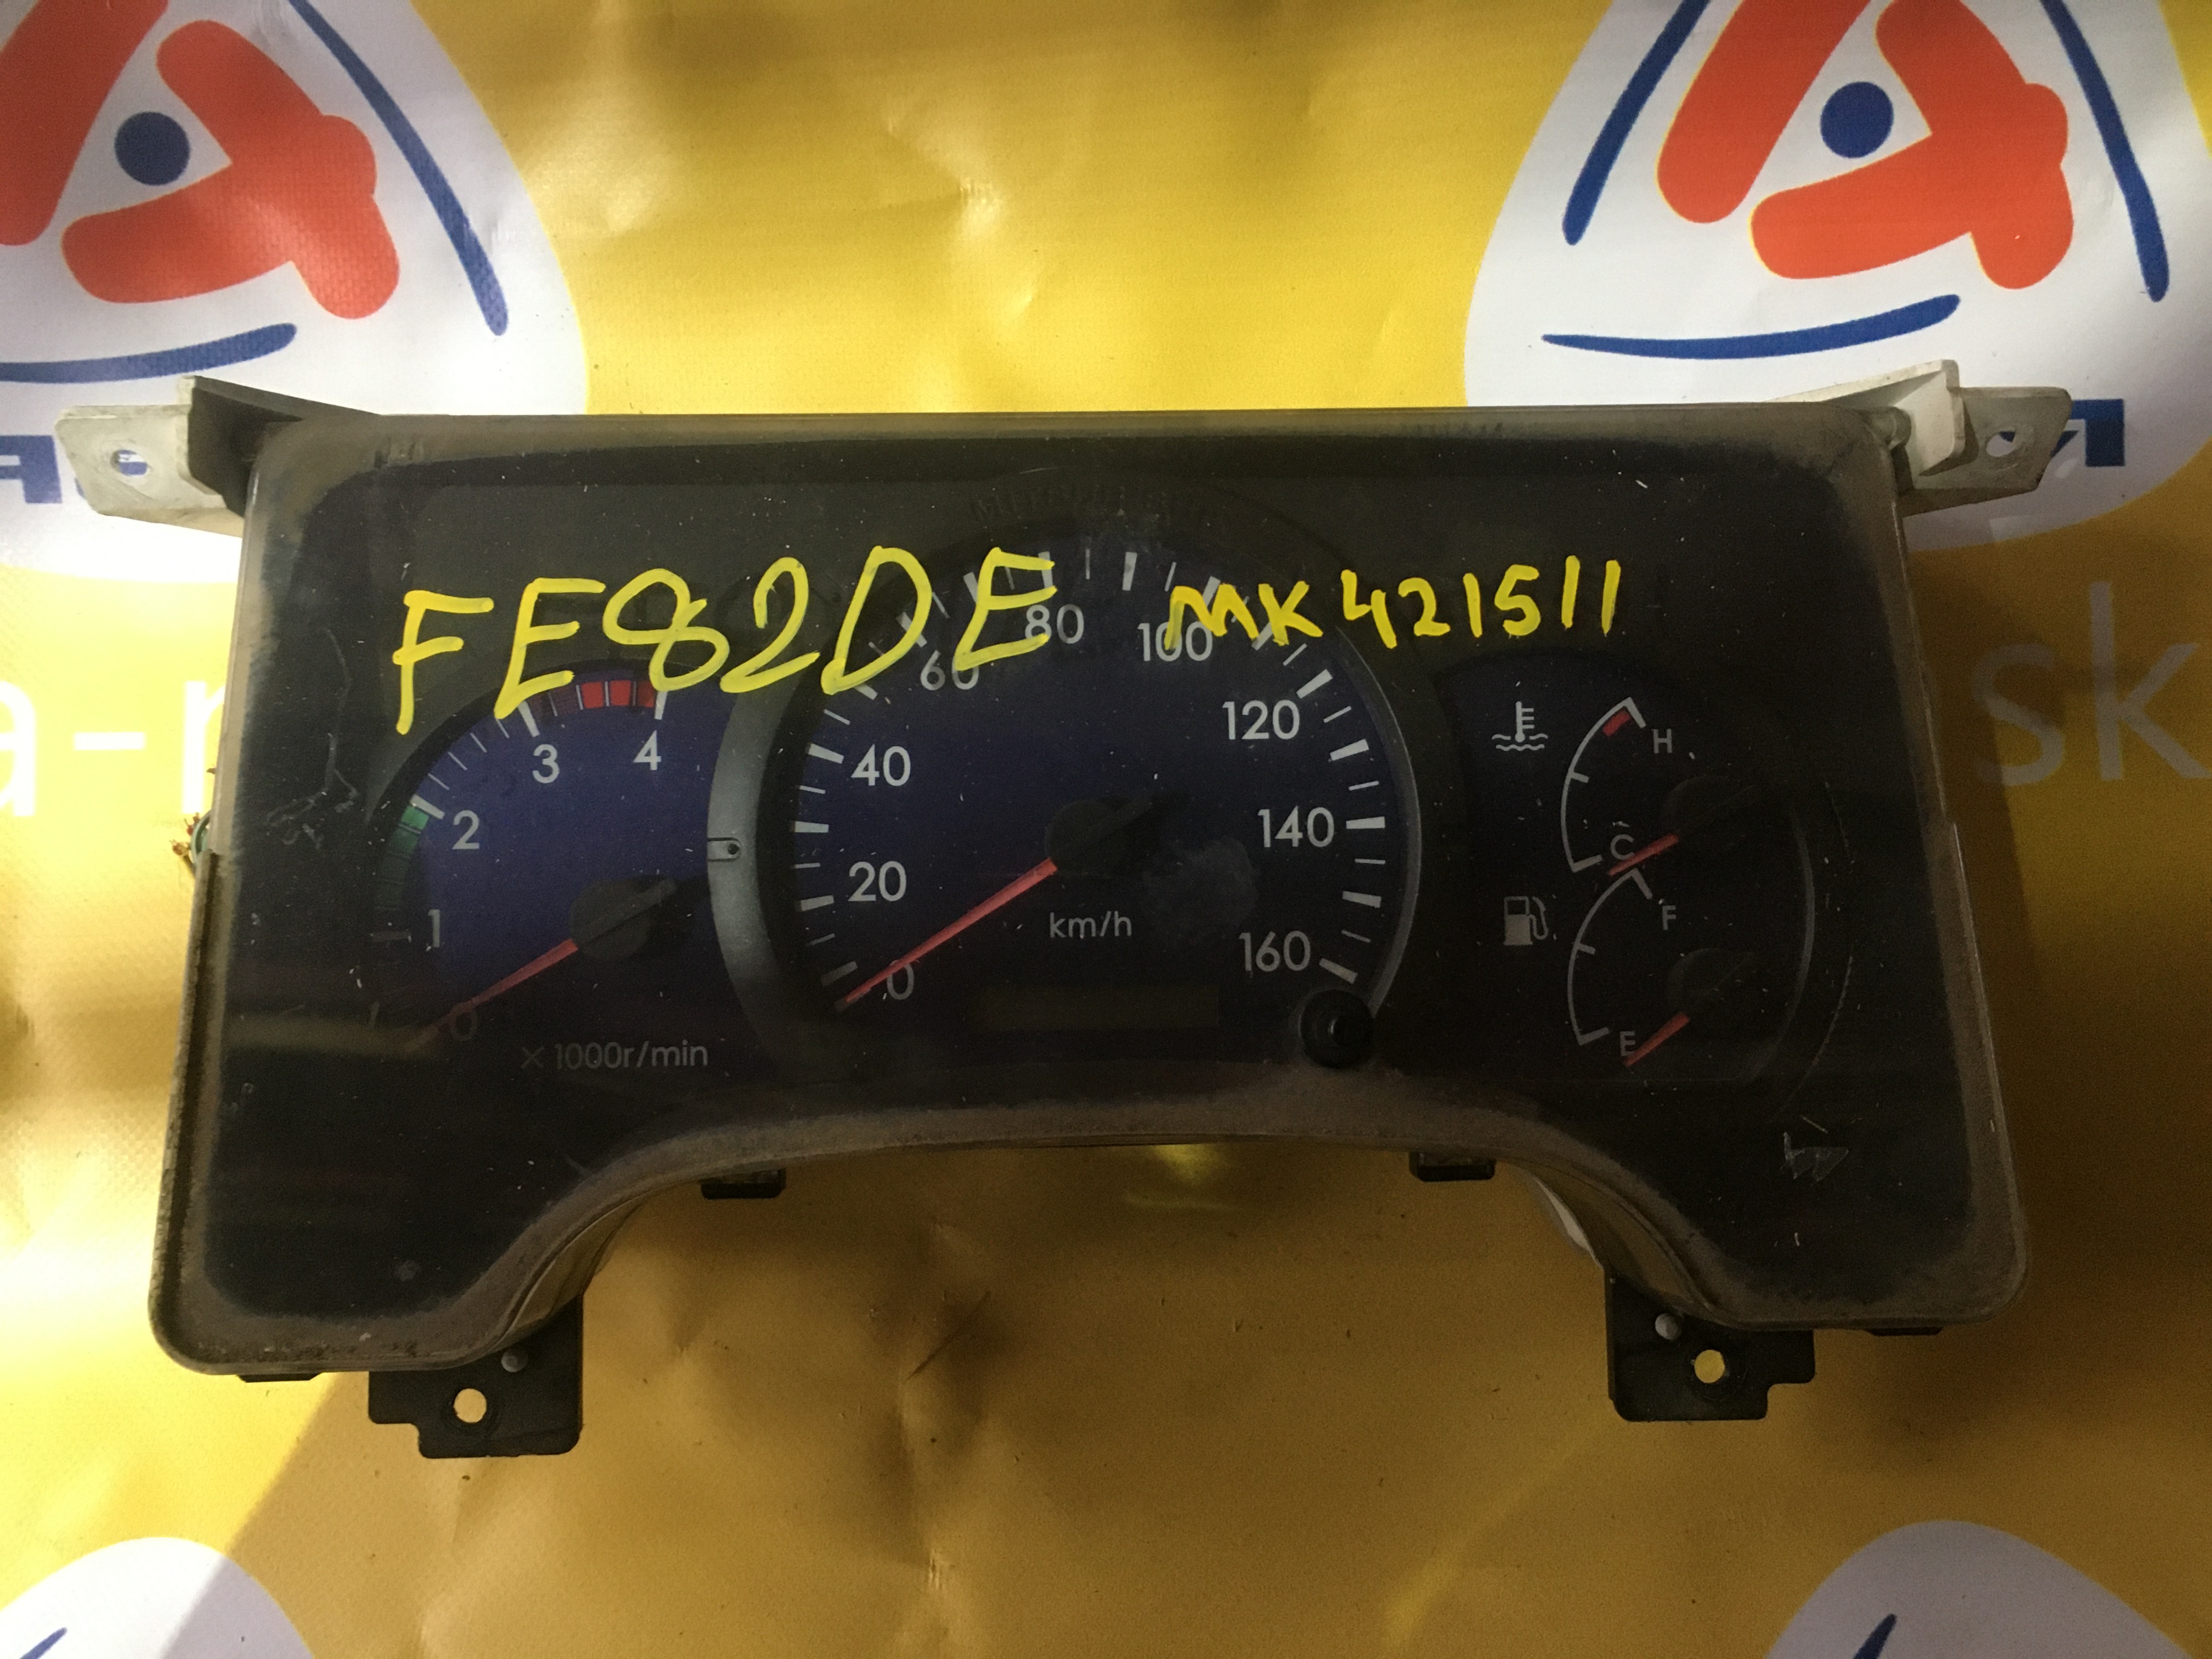 FE82DE MK421511
60 80 100
3 4 40 120 H
2 20 140 C
1 km/h F
0 0 160 E
× 1000r/min
a-
sk